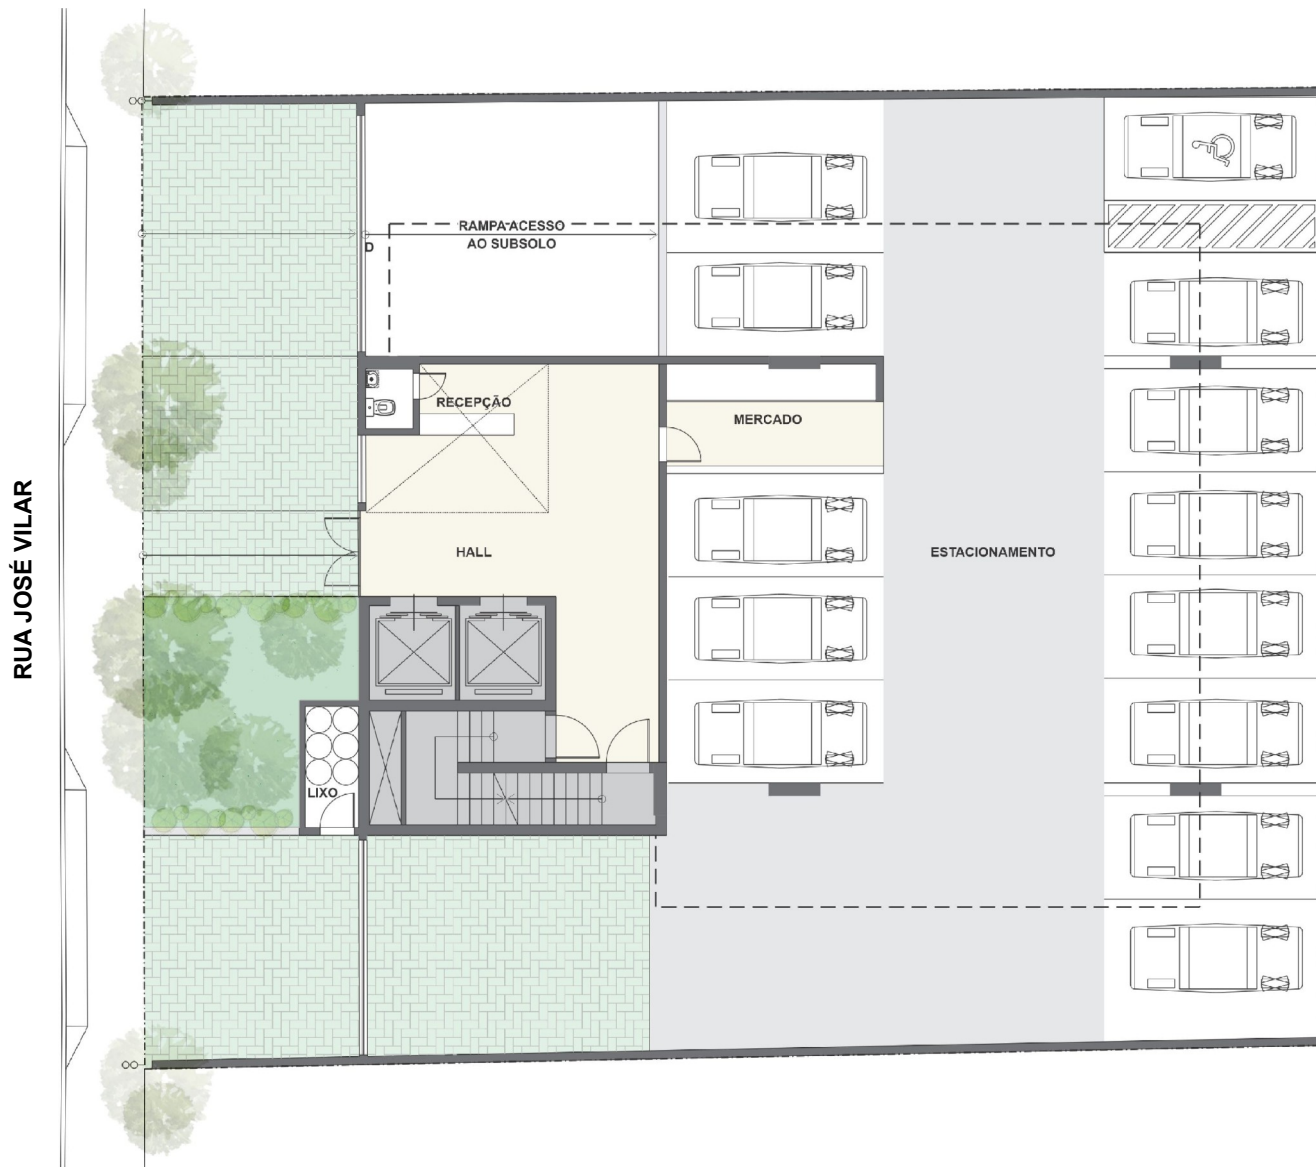 RUA JOSÉ VILAR
RAMPA ACESSO
AO SUBSOLO
D
RECEPÇÃO
MERCADO
HALL
ESTACIONAMENTO
LIXO